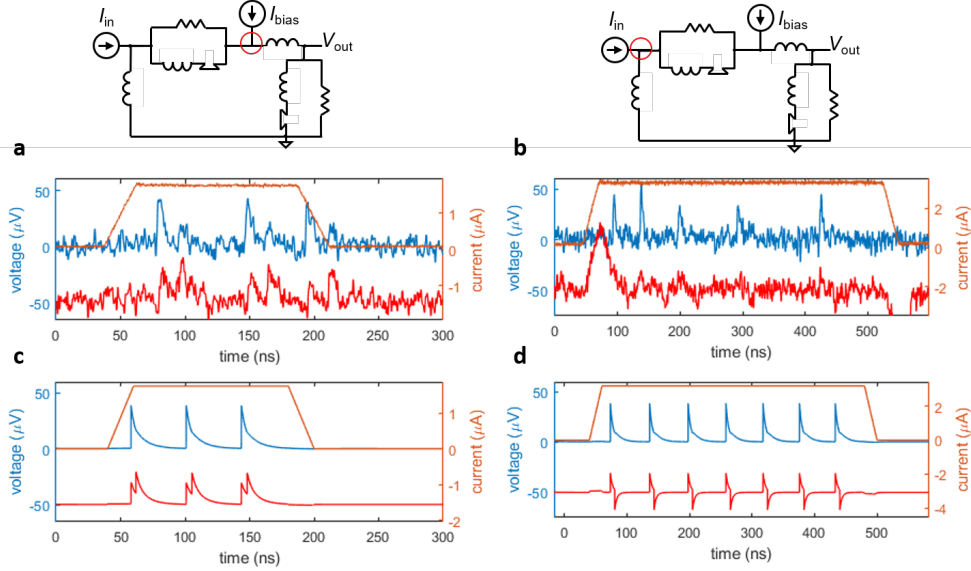 I_in I_bias V_out
I_in I_bias V_out
a b
50
0
-50
voltage (μV)
1
0
-1
current (μA)
0 50 100 150 200 250 300
time (ns)
50
0
-50
voltage (μV)
2
0
-2
current (μA)
0 100 200 300 400 500
time (ns)
c d
50
0
-50
voltage (μV)
1
0
-1
-2
current (μA)
0 50 100 150 200 250 300
time (ns)
50
0
-50
voltage (μV)
2
0
-2
-4
current (μA)
0 100 200 300 400 500
time (ns)